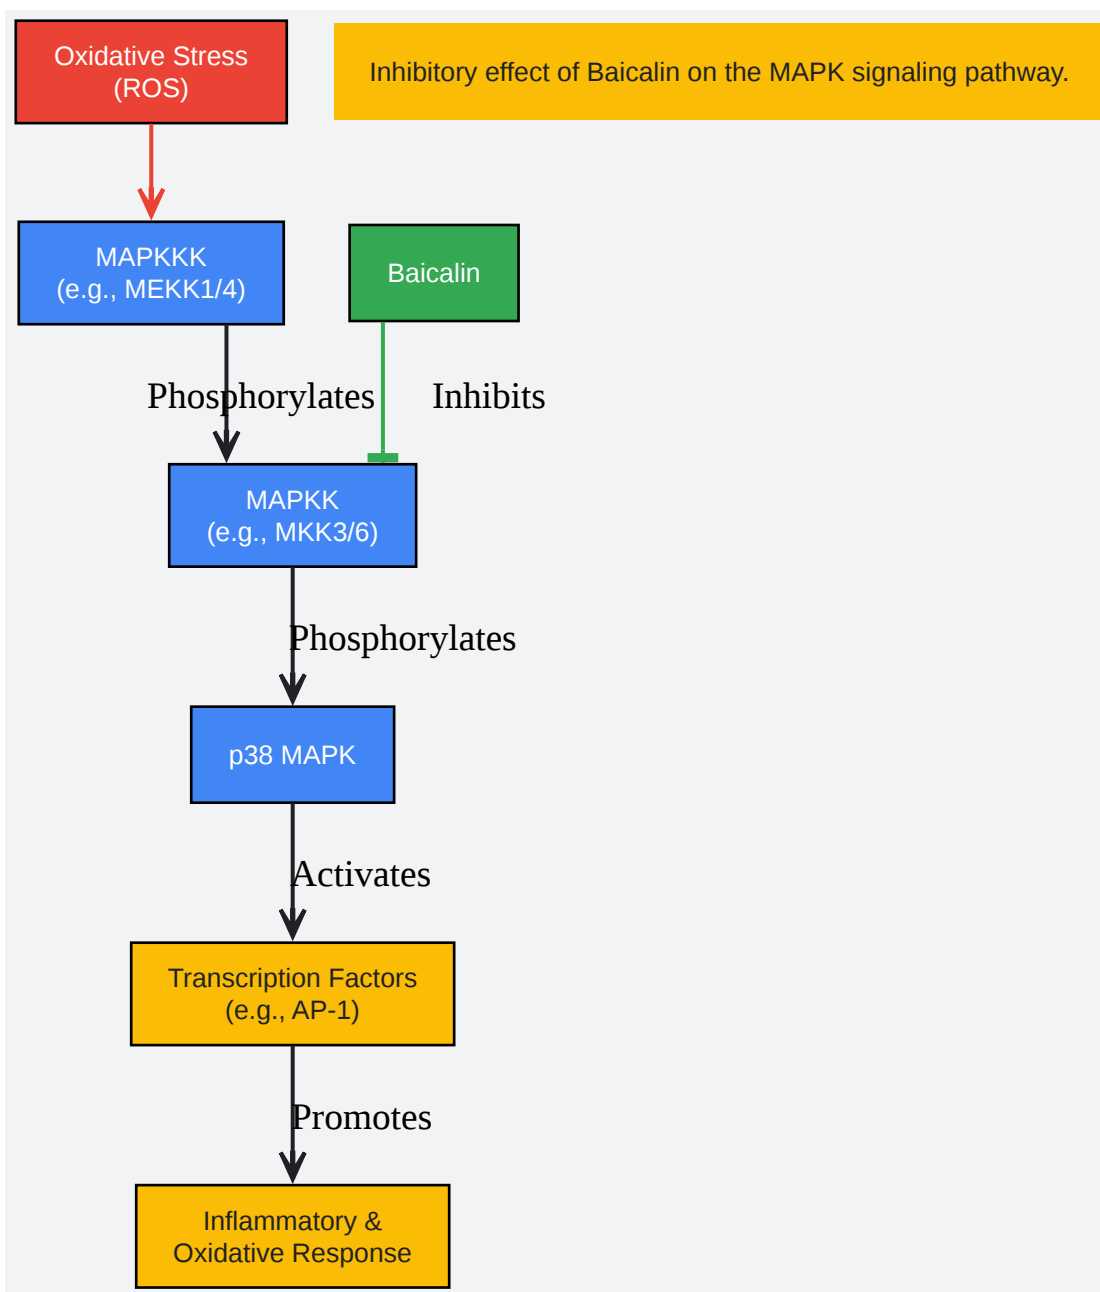 Oxidative Stress
(ROS)
Inhibitory effect of Baicalin on the MAPK signaling pathway.
MAPKKK
(e.g., MEKK1/4)
Baicalin
Phosphorylates
Inhibits
MAPKK
(e.g., MKK3/6)
Phosphorylates
p38 MAPK
Activates
Transcription Factors
(e.g., AP-1)
Promotes
Inflammatory &
Oxidative Response